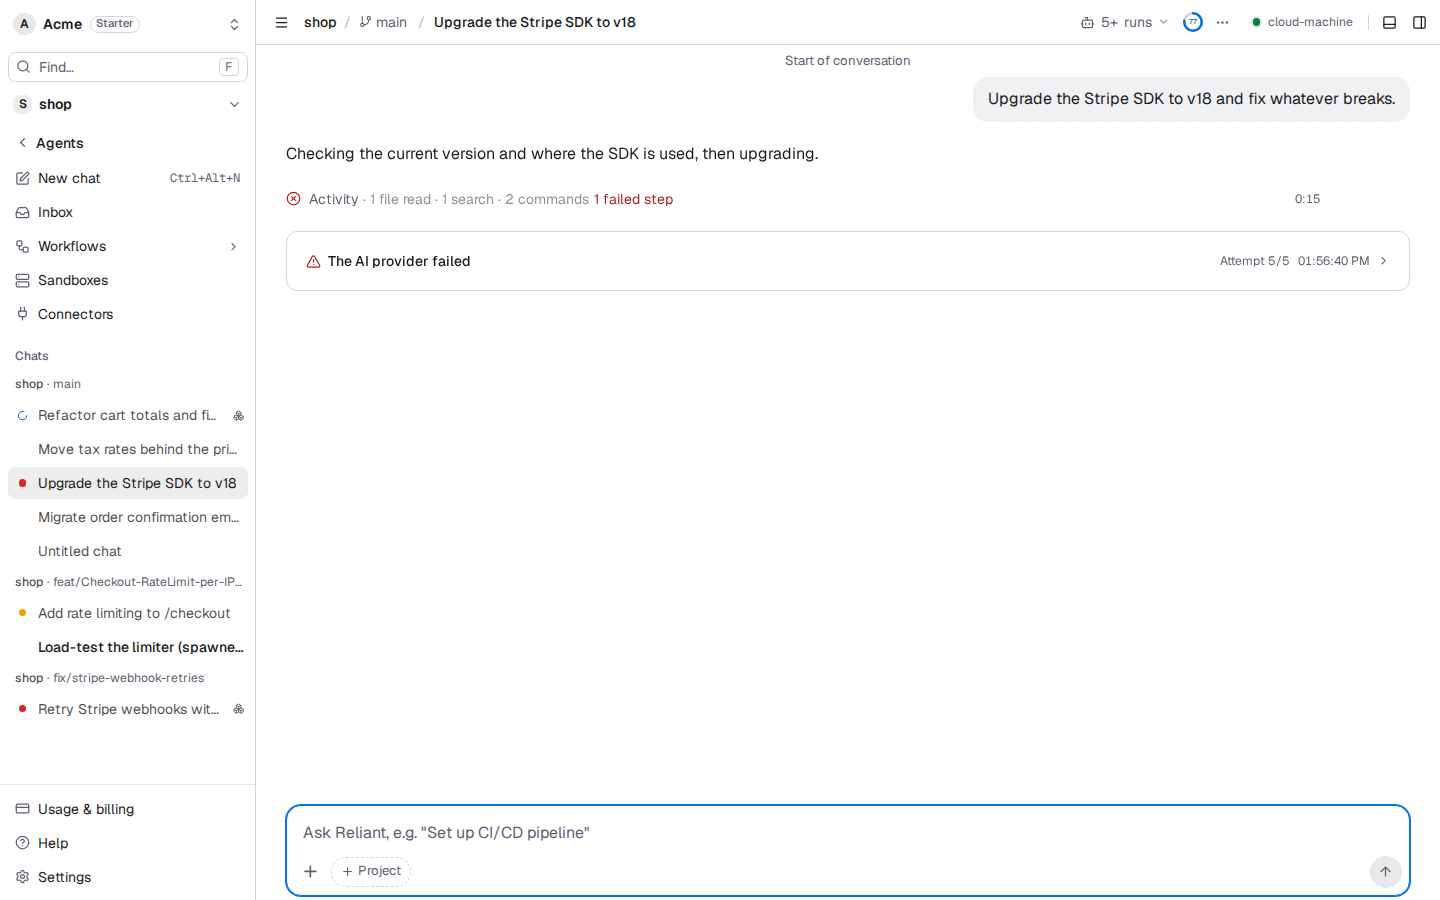 A Acme Starter
Find... F
S shop
Agents
New chat Ctrl+Alt+N
Inbox
Workflows
Sandboxes
Connectors
Chats
shop · main
Refactor cart totals and fi...
Move tax rates behind the pri...
Upgrade the Stripe SDK to v18
Migrate order confirmation em...
Untitled chat
shop · feat/Checkout-RateLimit-per-IP...
Add rate limiting to /checkout
Load-test the limiter (spawne...
shop · fix/stripe-webhook-retries
Retry Stripe webhooks wit...
Usage & billing
Help
Settings
shop / main / Upgrade the Stripe SDK to v18
5+ runs 77 cloud-machine
Start of conversation
Upgrade the Stripe SDK to v18 and fix whatever breaks.
Checking the current version and where the SDK is used, then upgrading.
Activity · 1 file read · 1 search · 2 commands 1 failed step 0:15
The AI provider failed Attempt 5/5 01:56:40 PM
Ask Reliant, e.g. "Set up CI/CD pipeline"
Project